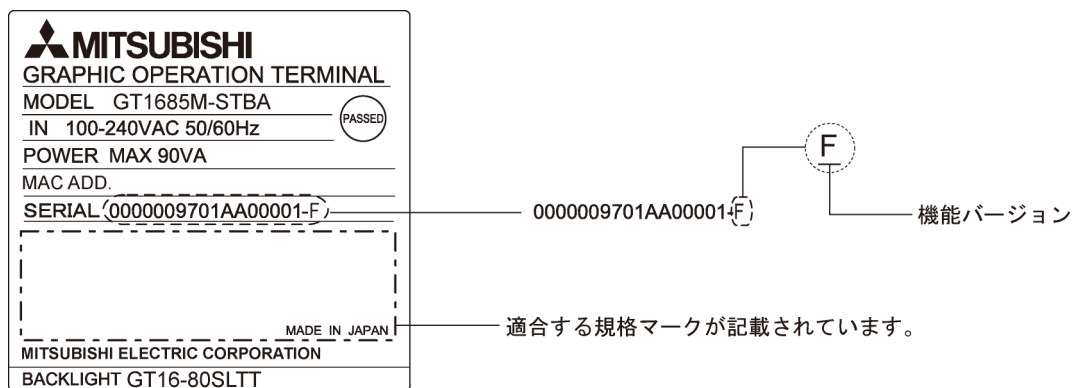 MITSUBISHI
GRAPHIC OPERATION TERMINAL
MODEL GT1685M-STBA
PASSED
IN 100-240VAC 50/60Hz
POWER MAX 90VA
MAC ADD.
SERIAL 0000009701AA00001-F
MADE IN JAPAN
MITSUBISHI ELECTRIC CORPORATION
BACKLIGHT GT16-80SLTT
F
0000009701AA00001-F
機能バージョン
適合する規格マークが記載されています。